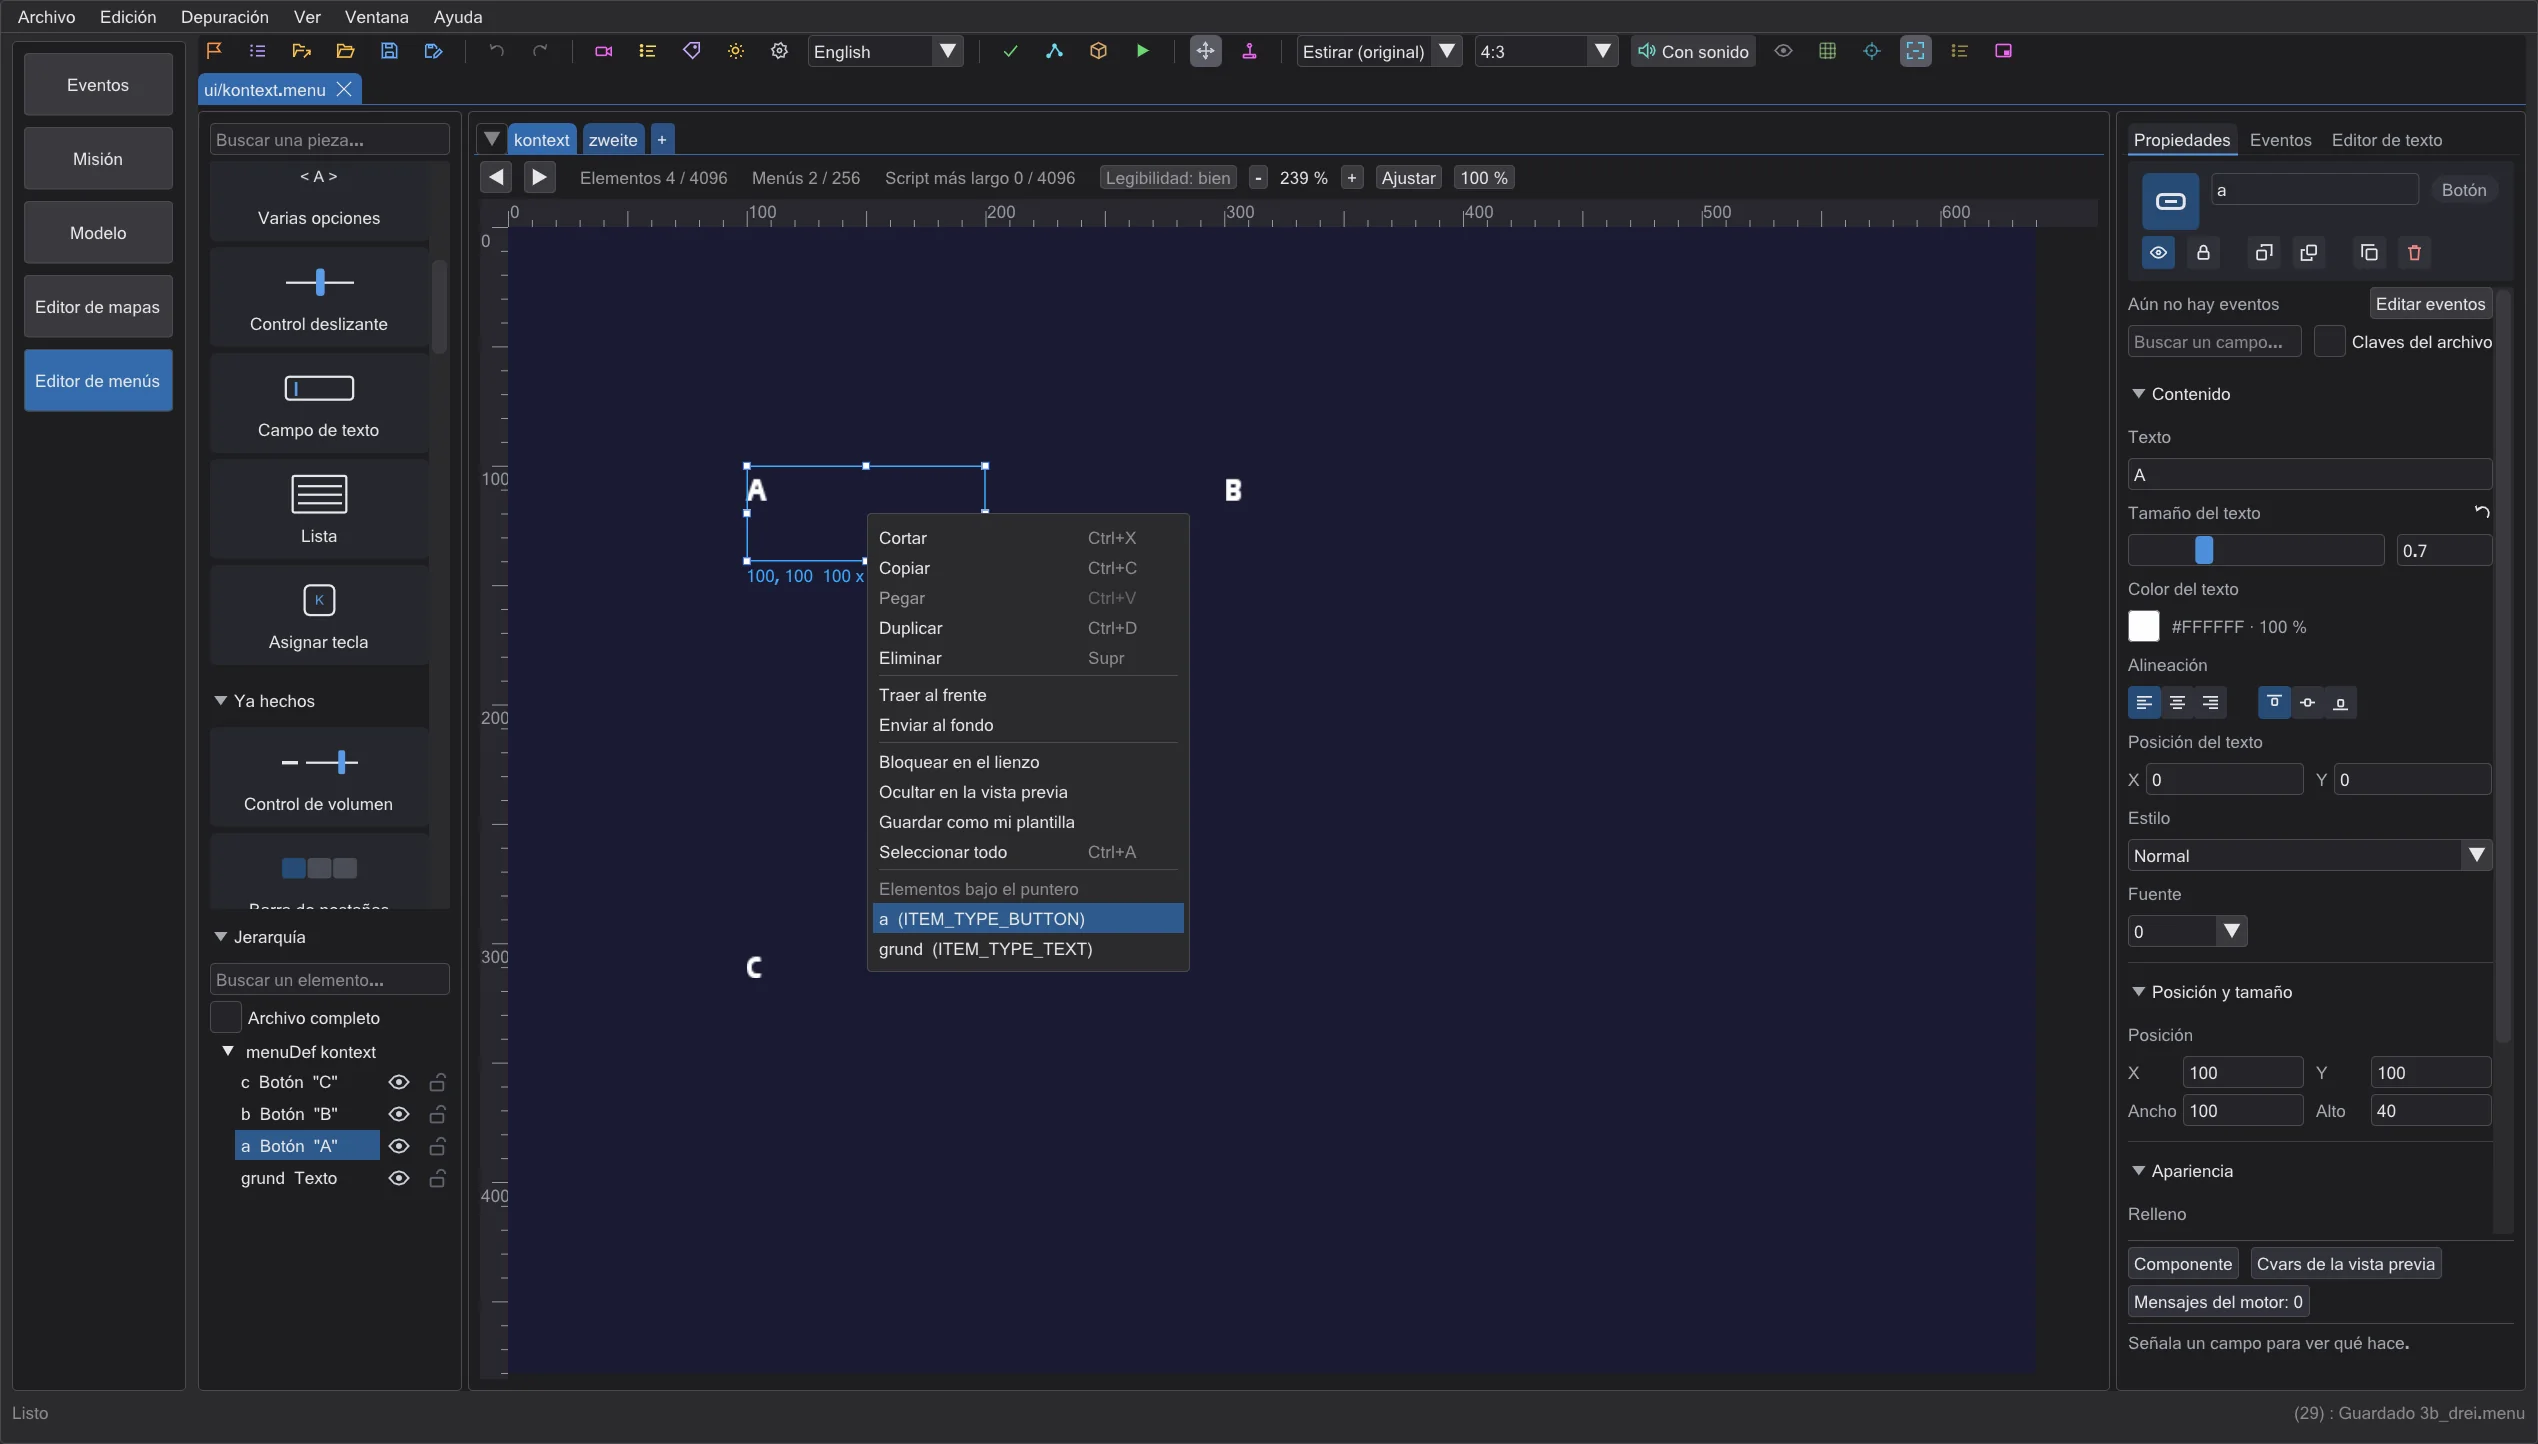 Archivo Edición Depuración Ver Ventana Ayuda
English
Estirar (original)
4:3
Con sonido
Eventos
Misión
Modelo
Editor de mapas
Editor de menús
ui/kontext.menu
Buscar una pieza...
< A >
Varias opciones
Control deslizante
Campo de texto
Lista
K
Asignar tecla
Ya hechos
Control de volumen
Jerarquía
Buscar un elemento...
Archivo completo
menuDef kontext
c Botón "C"
b Botón "B"
a Botón "A"
grund Texto
kontext zweite +
Elementos 4 / 4096 Menús 2 / 256 Script más largo 0 / 4096 Legibilidad: bien - 239 % + Ajustar 100 %
0 100 200 300 400 500 600
0
100
200
300
400
A
B
C
100, 100 100 x
Cortar Ctrl+X
Copiar Ctrl+C
Pegar Ctrl+V
Duplicar Ctrl+D
Eliminar Supr
Traer al frente
Enviar al fondo
Bloquear en el lienzo
Ocultar en la vista previa
Guardar como mi plantilla
Seleccionar todo Ctrl+A
Elementos bajo el puntero
a (ITEM_TYPE_BUTTON)
grund (ITEM_TYPE_TEXT)
Propiedades Eventos Editor de texto
a Botón
Aún no hay eventos Editar eventos
Buscar un campo... Claves del archivo
Contenido
Texto
A
Tamaño del texto
0.7
Color del texto
#FFFFFF · 100 %
Alineación
Posición del texto
X 0 Y 0
Estilo
Normal
Fuente
0
Posición y tamaño
Posición
X 100 Y 100
Ancho 100 Alto 40
Apariencia
Relleno
Componente Cvars de la vista previa
Mensajes del motor: 0
Señala un campo para ver qué hace.
Listo
(29) : Guardado 3b_drei.menu